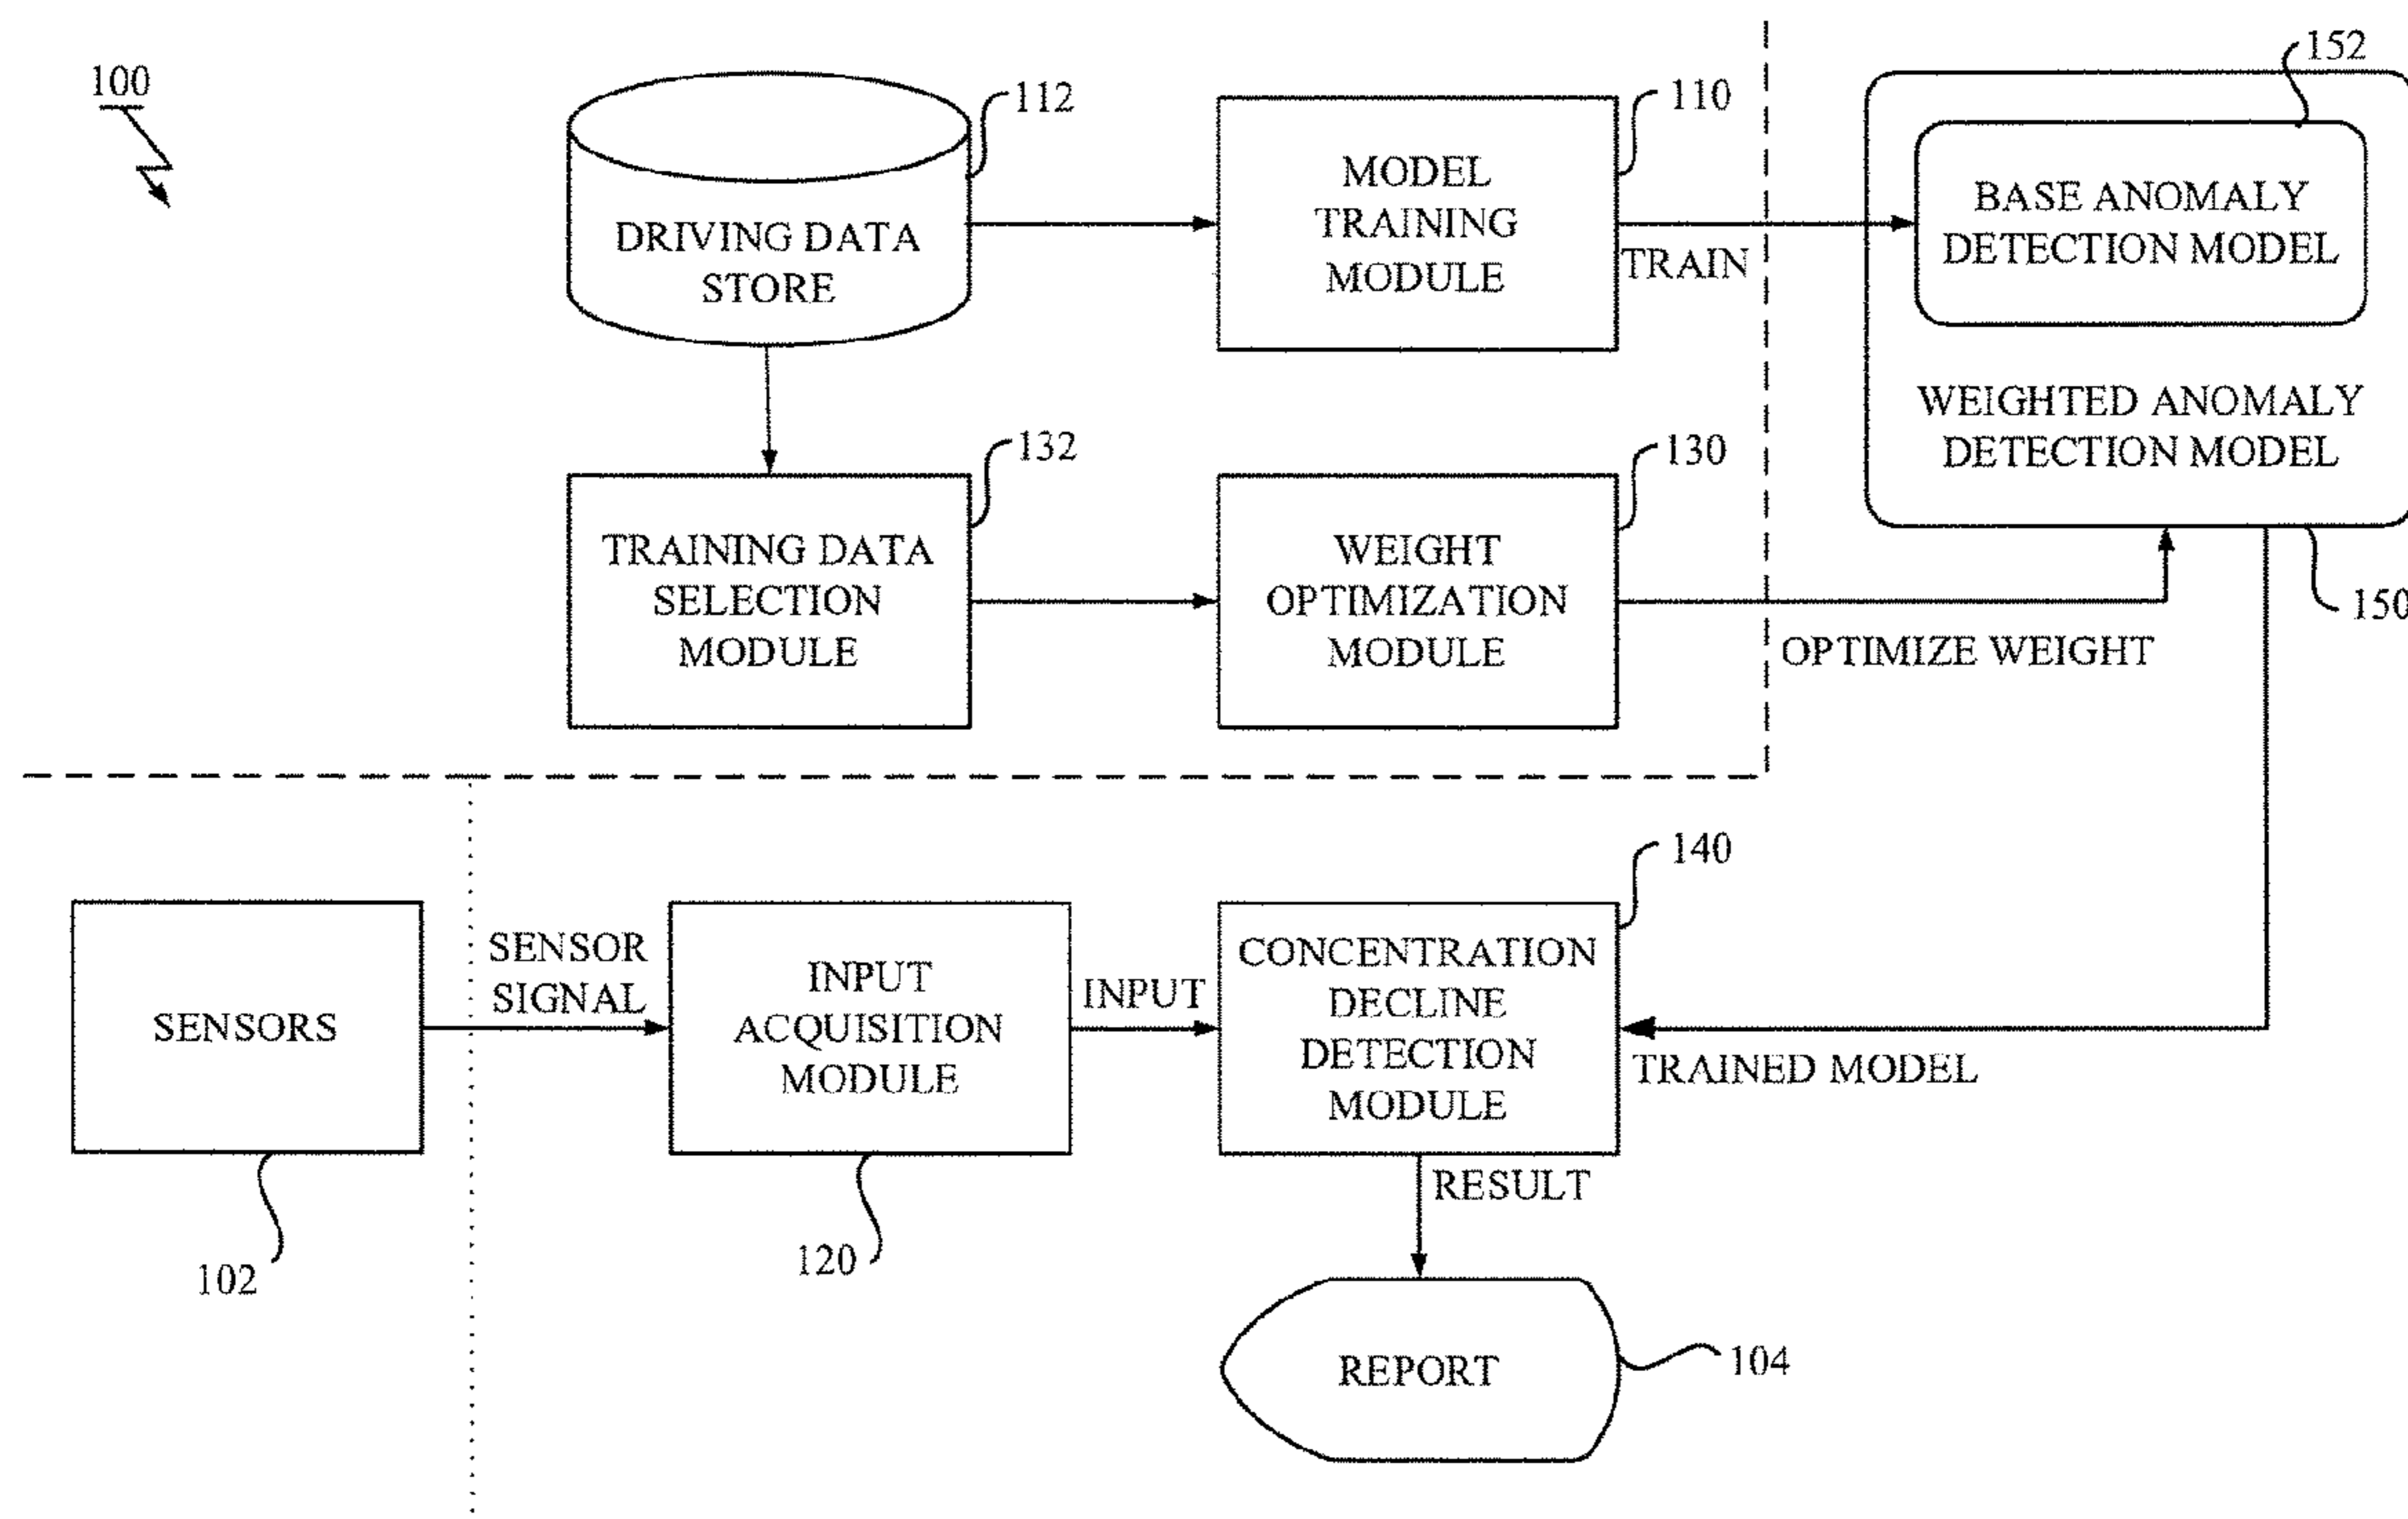 100
112
110
152
DRIVING DATA
STORE
MODEL
TRAINING
MODULE
TRAIN
BASE ANOMALY
DETECTION MODEL
WEIGHTED ANOMALY
DETECTION MODEL
132
130
150
TRAINING DATA
SELECTION
MODULE
WEIGHT
OPTIMIZATION
MODULE
OPTIMIZE WEIGHT
140
SENSORS
SENSOR
SIGNAL
INPUT
ACQUISITION
MODULE
INPUT
CONCENTRATION
DECLINE
DETECTION
MODULE
TRAINED MODEL
102
120
RESULT
REPORT
104